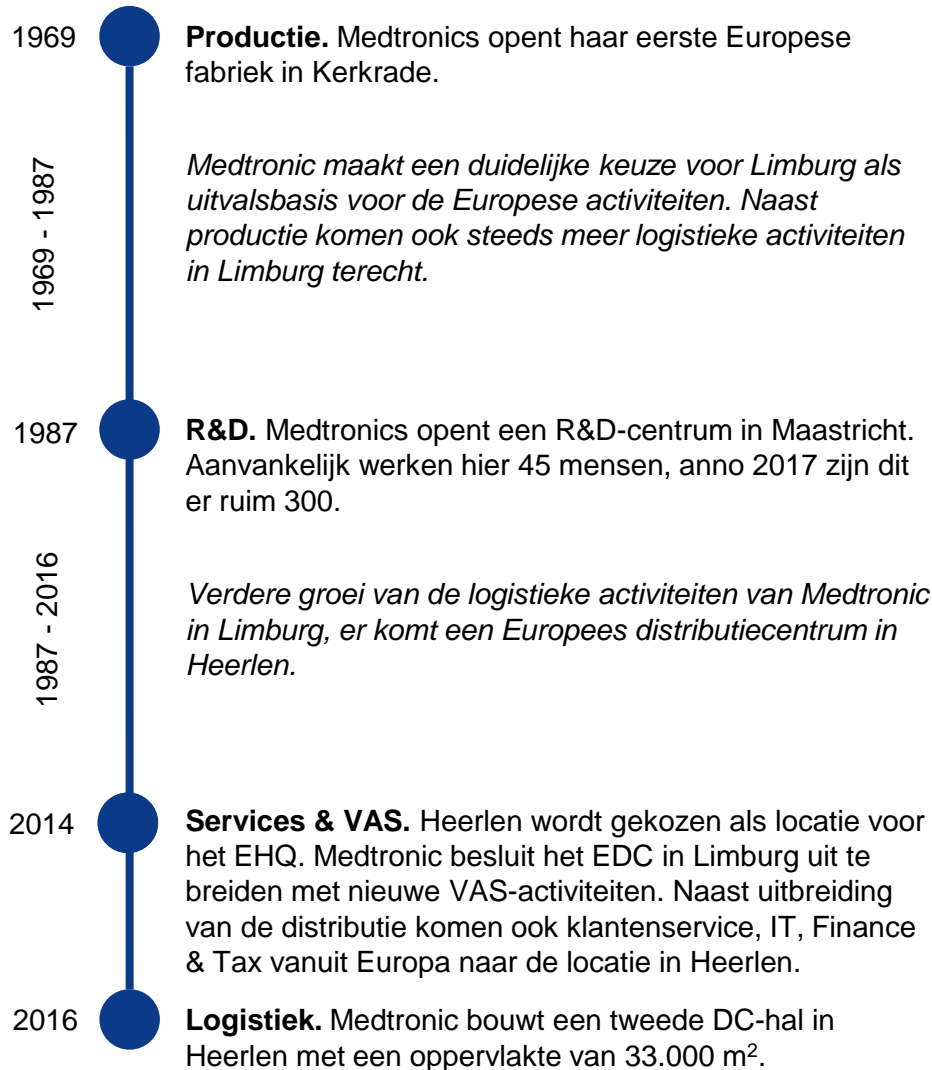 1969
Productie. Medtronics opent haar eerste Europese
fabriek in Kerkrade.
1969 - 1987
Medtronic maakt een duidelijke keuze voor Limburg als
uitvalsbasis voor de Europese activiteiten. Naast
productie komen ook steeds meer logistieke activiteiten
in Limburg terecht.
1987
R&D. Medtronics opent een R&D-centrum in Maastricht.
Aanvankelijk werken hier 45 mensen, anno 2017 zijn dit
er ruim 300.
1987 - 2016
Verdere groei van de logistieke activiteiten van Medtronic
in Limburg, er komt een Europees distributiecentrum in
Heerlen.
2014
Services & VAS. Heerlen wordt gekozen als locatie voor
het EHQ. Medtronic besluit het EDC in Limburg uit te
breiden met nieuwe VAS-activiteiten. Naast uitbreiding
van de distributie komen ook klantenservice, IT, Finance
& Tax vanuit Europa naar de locatie in Heerlen.
2016
Logistiek. Medtronic bouwt een tweede DC-hal in
Heerlen met een oppervlakte van 33.000 m².